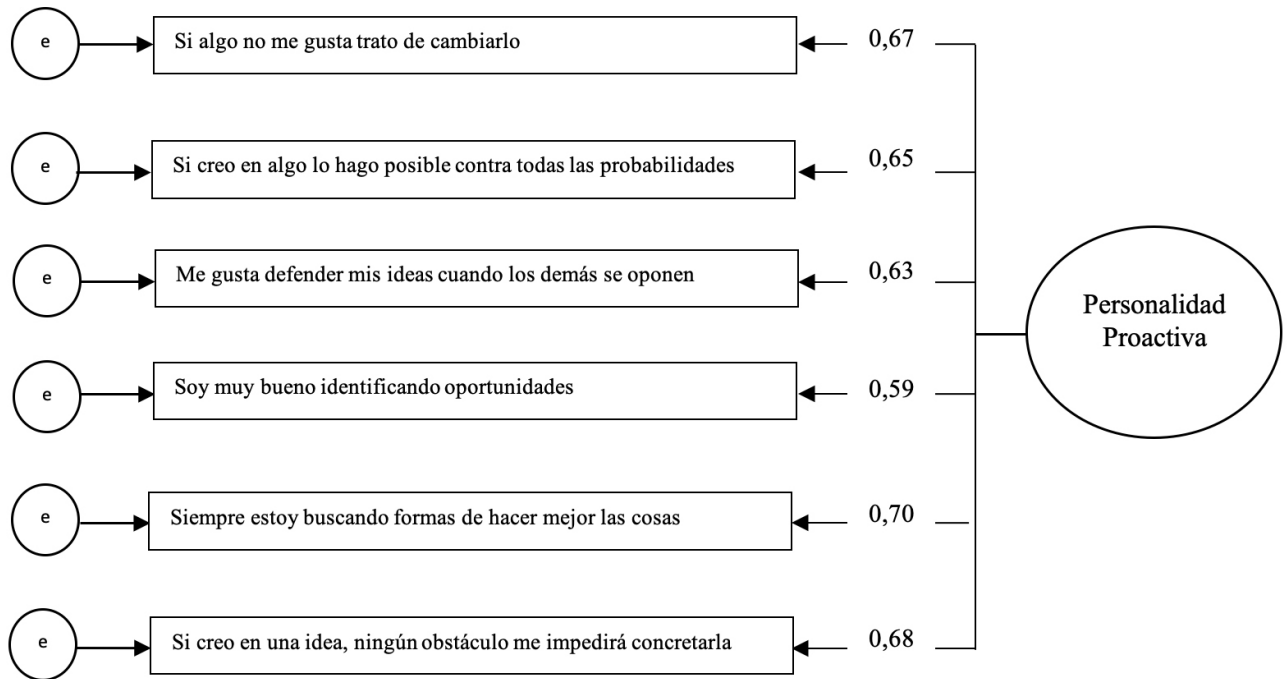 e
Si algo no me gusta trato de cambiarlo
0,67
e
Si creo en algo lo hago posible contra todas las probabilidades
0,65
e
Me gusta defender mis ideas cuando los demás se oponen
0,63
Personalidad
Proactiva
e
Soy muy bueno identificando oportunidades
0,59
e
Siempre estoy buscando formas de hacer mejor las cosas
0,70
e
Si creo en una idea, ningún obstáculo me impedirá concretarla
0,68